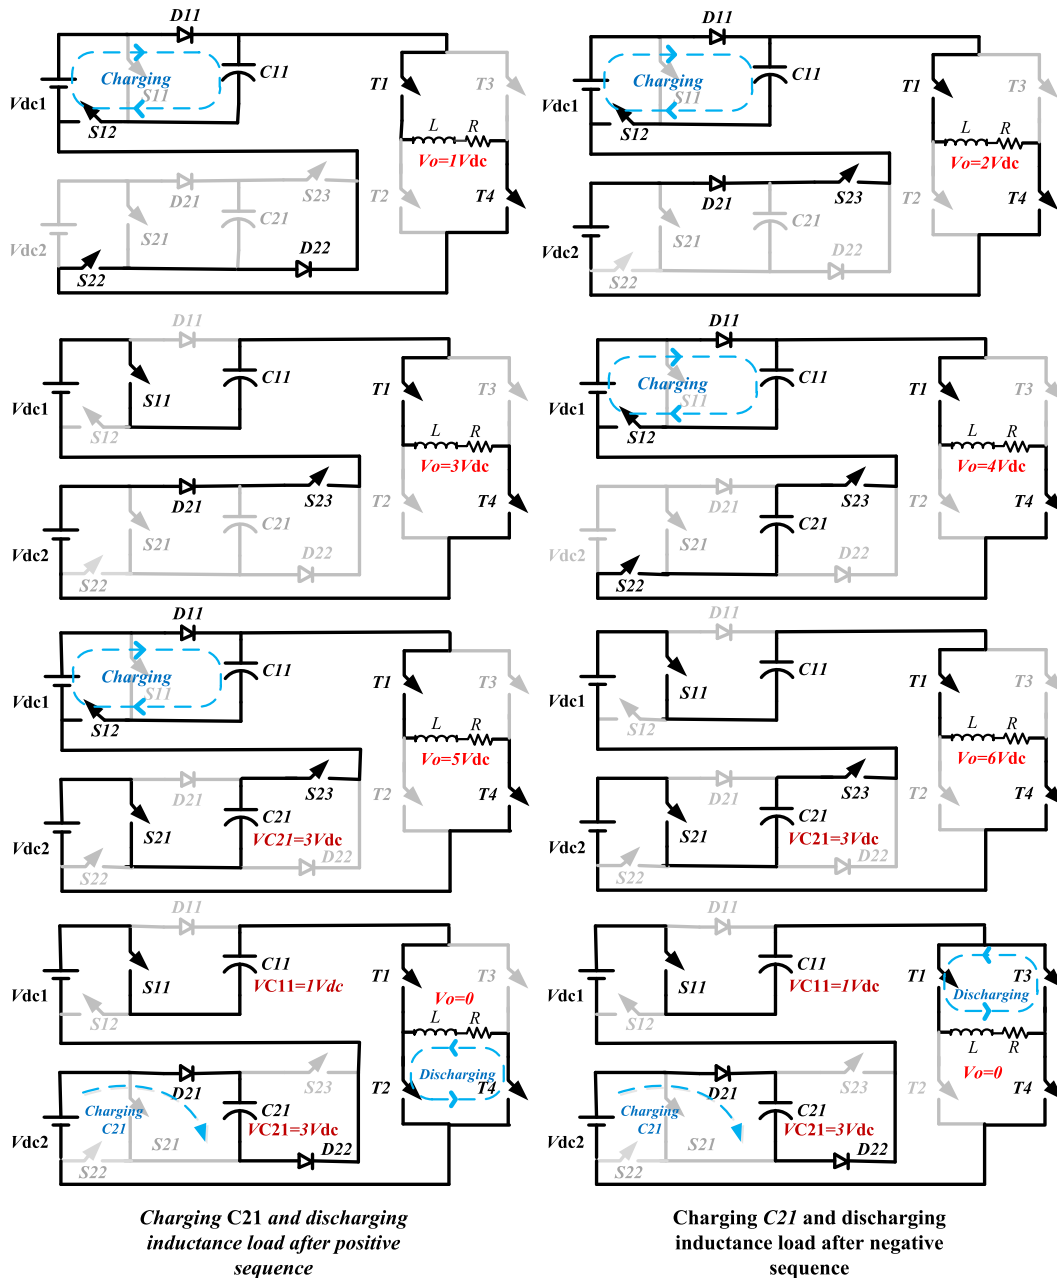 D11
Charging
S11
C11
Vdc1
S12
T1
T3
L R
Vo=1Vdc
D21
S23
C21
S21
T2
T4
Vdc2
S22
D22
D11
Charging
S11
C11
Vdc1
S12
T1
T3
L R
Vo=2Vdc
D21
S23
C21
S21
T2
T4
Vdc2
S22
D22
D11
C11
S11
Vdc1
S12
T1
T3
L R
Vo=3Vdc
D21
S23
C21
S21
T2
T4
Vdc2
S22
D22
D11
Charging
S11
C11
Vdc1
S12
T1
T3
L R
Vo=4Vdc
D21
S23
C21
S21
T2
T4
Vdc2
S22
D22
D11
Charging
S11
C11
Vdc1
S12
T1
T3
L R
Vo=5Vdc
D21
S23
C21
VC21=3Vdc
S21
T2
T4
Vdc2
S22
D22
D11
C11
S11
Vdc1
S12
T1
T3
L R
Vo=6Vdc
D21
S23
C21
VC21=3Vdc
S21
T2
T4
Vdc2
S22
D22
D11
C11
VC11=1Vdc
S11
Vdc1
S12
T1
T3
Vo=0
L R
Discharging
T2
T4
D21
S23
Charging
C21
C21
VC21=3Vdc
S21
Vdc2
S22
D22
D11
C11
VC11=1Vdc
S11
Vdc1
S12
T1
T3
Discharging
L R
Vo=0
T2
T4
D21
S23
Charging
C21
C21
VC21=3Vdc
S21
Vdc2
S22
D22
Charging C21 and discharging
inductance load after positive
sequence
Charging C21 and discharging
inductance load after negative
sequence